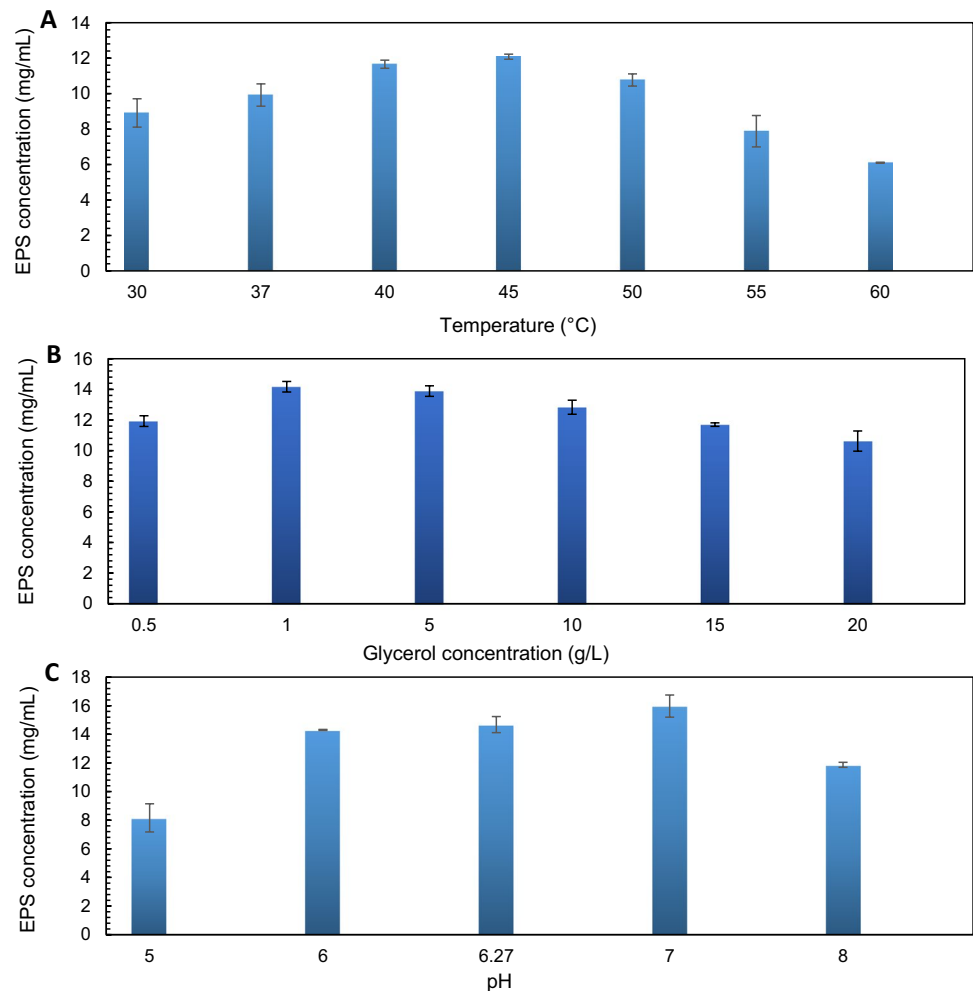 A
EPS concentration (mg/mL)
14
12
10
8
6
4
2
0
30 37 40 45 50 55 60
Temperature (°C)
B
EPS concentration (mg/mL)
16
14
12
10
8
6
4
2
0
0.5 1 5 10 15 20
Glycerol concentration (g/L)
C
EPS concentration (mg/mL)
18
16
14
12
10
8
6
4
2
0
5 6 6.27 7 8
pH